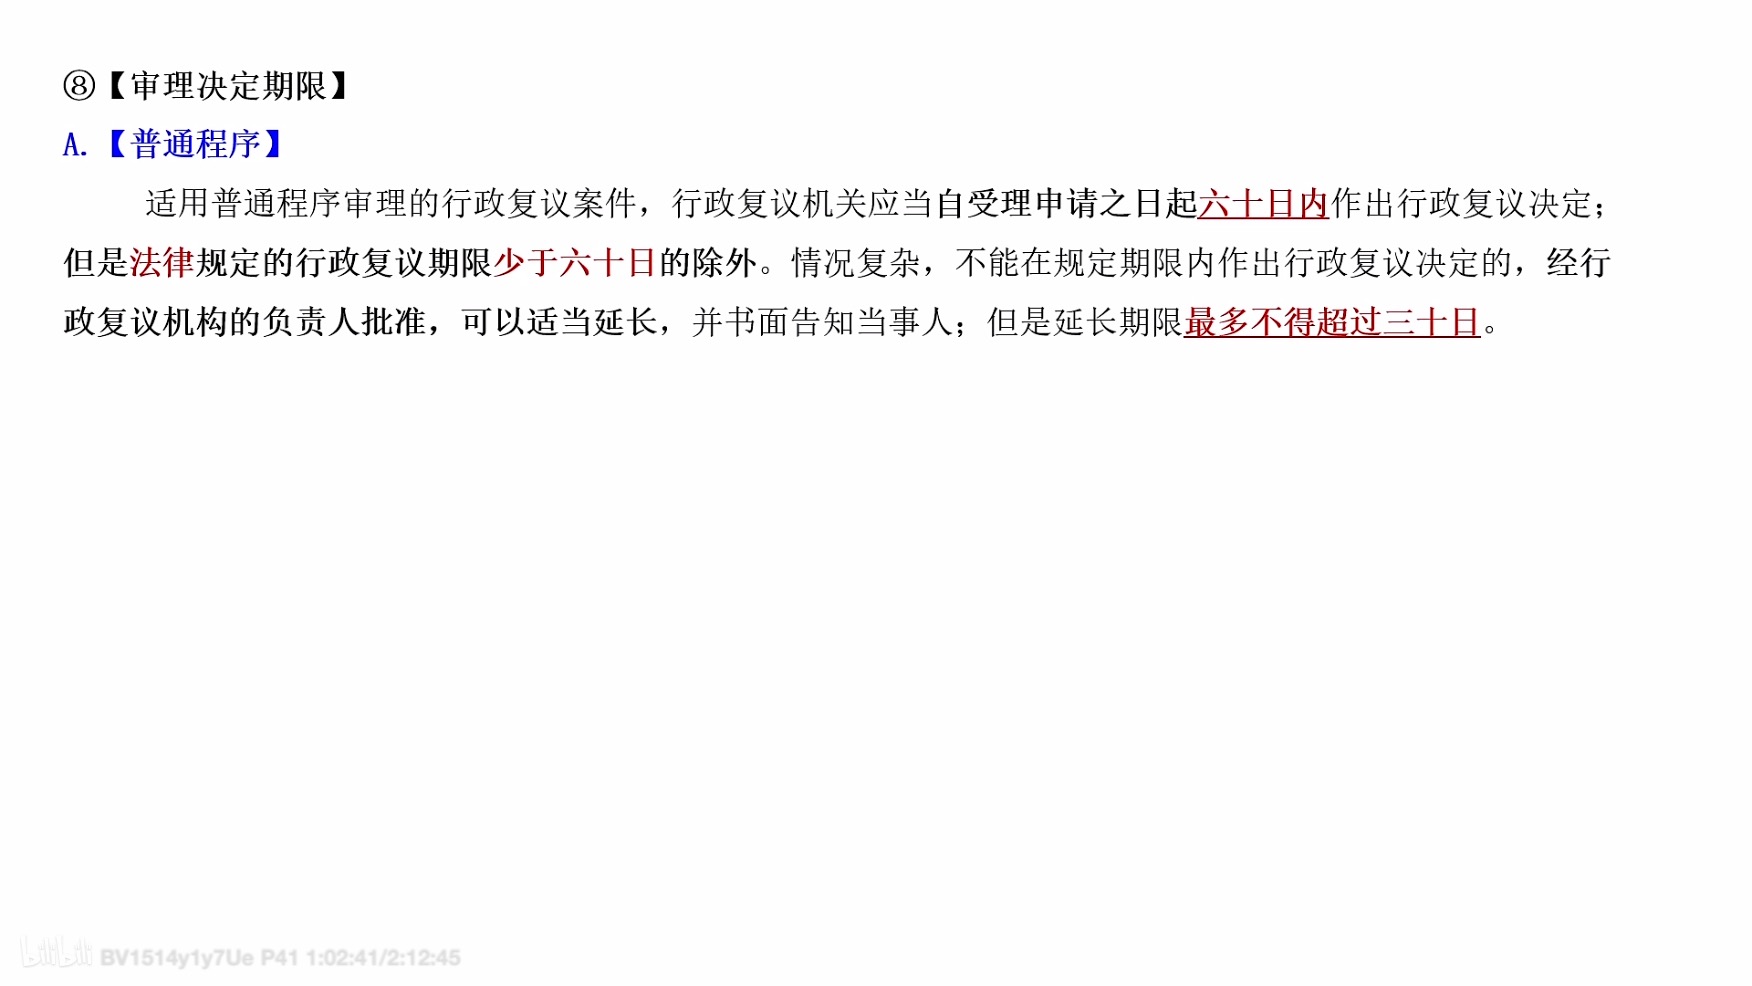 ⑧【审理决定期限】
A.【普通程序】
适用普通程序审理的行政复议案件，行政复议机关应当自受理申请之日起六十日内作出行政复议决定；
但是法律规定的行政复议期限少于六十日的除外。情况复杂，不能在规定期限内作出行政复议决定的，经行
政复议机构的负责人批准，可以适当延长，并书面告知当事人；但是延长期限最多不得超过三十日。
bilibili BV1514y1y7Ue P41 1:02:41/2:12:45